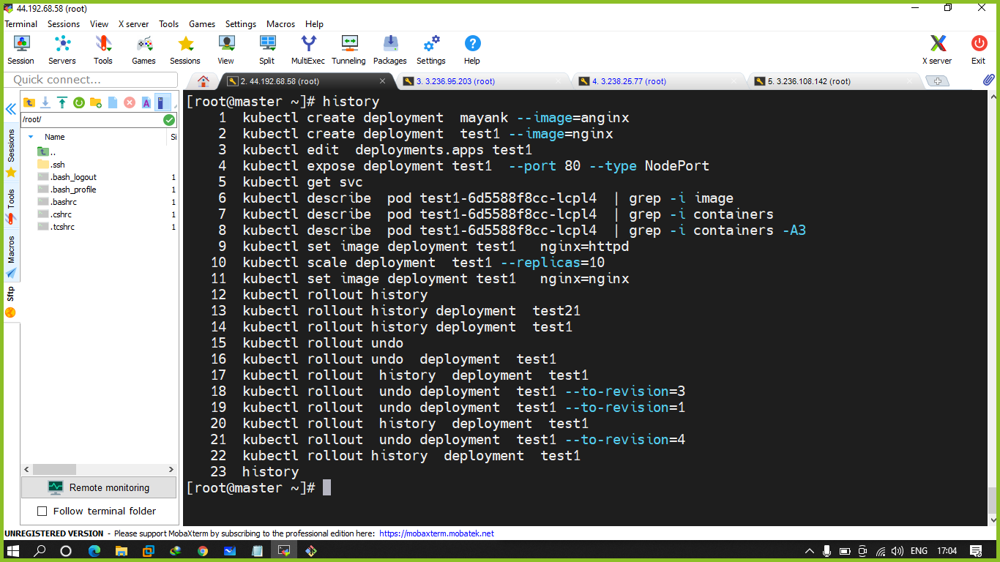 44.192.68.58 (root)
Terminal Sessions View X server Tools Games Settings Macros Help
Session Servers Tools Games Sessions View Split MultiExec Tunneling Packages Settings Help X server Exit
Quick connect...
2. 44.192.68.58 (root)
3. 3.236.95.203 (root)
4. 3.238.25.77 (root)
5. 3.236.108.142 (root)
/root/
Name Si
..
.ssh
.bash_logout 1
.bash_profile 1
.bashrc 1
.cshrc 1
.tcshrc 1
Sessions
Tools
Macros
Sftp
Remote monitoring
Follow terminal folder
[root@master ~]# history
1 kubectl create deployment  mayank --image=anginx
2 kubectl create deployment  test1 --image=nginx
3 kubectl edit  deployments.apps test1
4 kubectl expose deployment test1  --port 80 --type NodePort
5 kubectl get svc
6 kubectl describe  pod test1-6d5588f8cc-lcpl4  | grep -i image
7 kubectl describe  pod test1-6d5588f8cc-lcpl4  | grep -i containers
8 kubectl describe  pod test1-6d5588f8cc-lcpl4  | grep -i containers -A3
9 kubectl set image deployment test1   nginx=httpd
10 kubectl scale deployment  test1 --replicas=10
11 kubectl set image deployment test1   nginx=nginx
12 kubectl rollout history
13 kubectl rollout history deployment  test21
14 kubectl rollout history deployment  test1
15 kubectl rollout undo
16 kubectl rollout undo  deployment  test1
17 kubectl rollout  history  deployment  test1
18 kubectl rollout  undo deployment  test1 --to-revision=3
19 kubectl rollout  undo deployment  test1 --to-revision=1
20 kubectl rollout  history  deployment  test1
21 kubectl rollout  undo deployment  test1 --to-revision=4
22 kubectl rollout history  deployment  test1
23 history
[root@master ~]#
UNREGISTERED VERSION - Please support MobaXterm by subscribing to the professional edition here: https://mobaxterm.mobatek.net
ENG 17:04